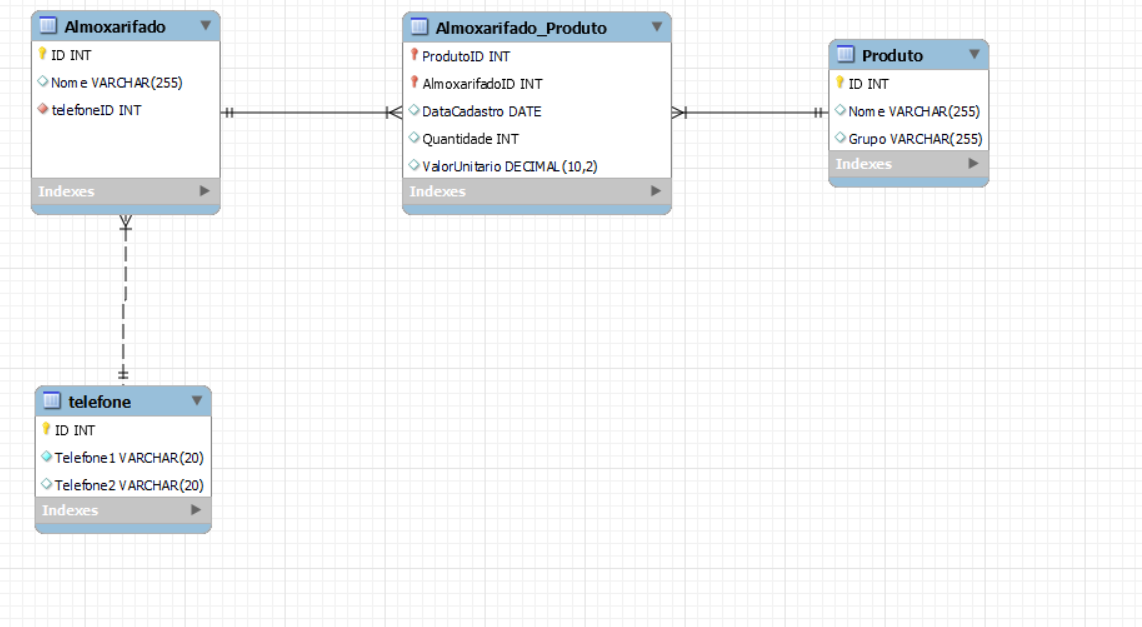 Almoxarifado
ID INT
Nome VARCHAR(255)
telefoneID INT
Indexes
Almoxarifado_Produto
ProdutoID INT
AlmoxarifadoID INT
DataCadastro DATE
Quantidade INT
ValorUnitario DECIMAL(10,2)
Indexes
Produto
ID INT
Nome VARCHAR(255)
Grupo VARCHAR(255)
Indexes
telefone
ID INT
Telefone1 VARCHAR(20)
Telefone2 VARCHAR(20)
Indexes